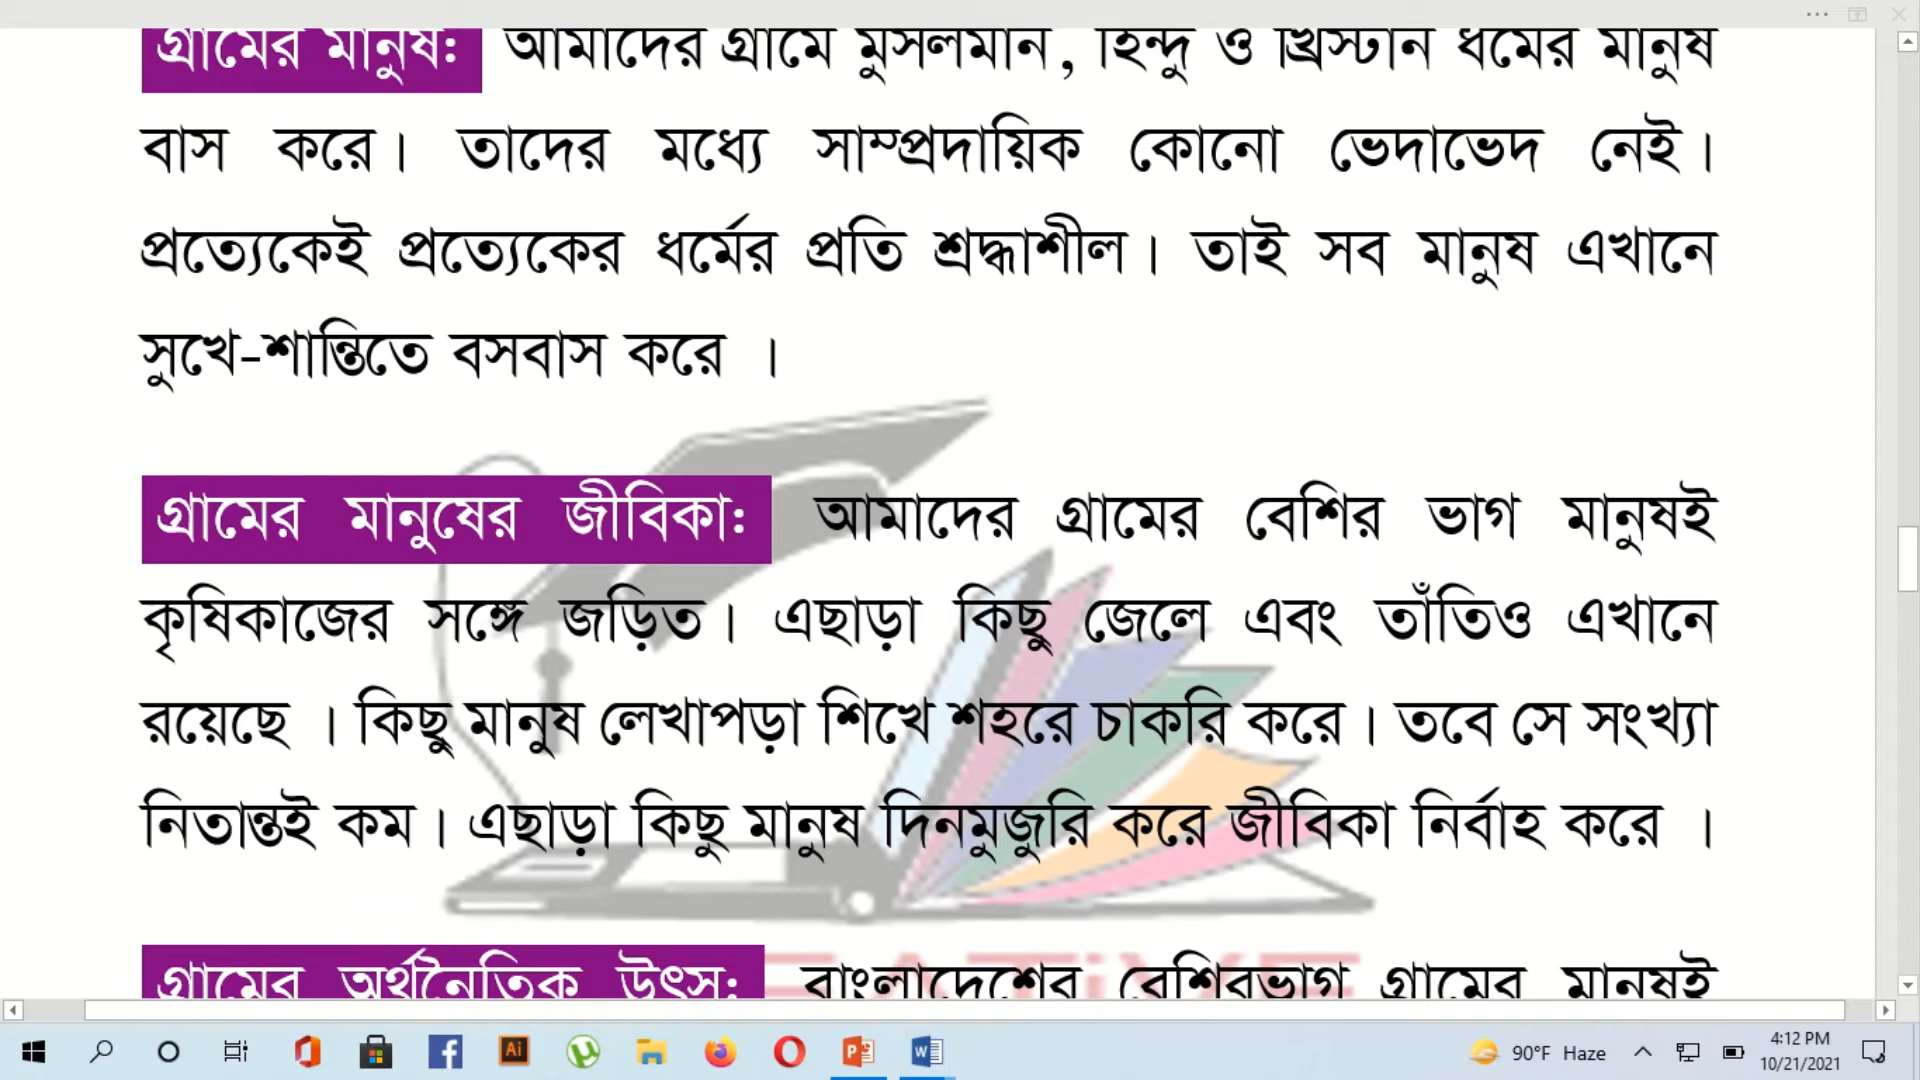 গ্রামের মানুষ: আমাদের গ্রামে মুসলমান, হিন্দু ও খ্রিস্টান ধর্মের মানুষ
বাস করে। তাদের মধ্যে সাম্প্রদায়িক কোনো ভেদাভেদ নেই।
প্রত্যেকেই প্রত্যেকের ধর্মের প্রতি শ্রদ্ধাশীল। তাই সব মানুষ এখানে
সুখে-শান্তিতে বসবাস করে ।
গ্রামের মানুষের জীবিকা: আমাদের গ্রামের বেশির ভাগ মানুষই
কৃষিকাজের সঙ্গে জড়িত। এছাড়া কিছু জেলে এবং তাঁতিও এখানে
রয়েছে । কিছু মানুষ লেখাপড়া শিখে শহরে চাকরি করে। তবে সে সংখ্যা
নিতান্তই কম। এছাড়া কিছু মানুষ দিনমুজুরি করে জীবিকা নির্বাহ করে ।
গ্রামের অর্থনৈতিক উৎস: বাংলাদেশের বেশিরভাগ গ্রামের মানুষই
90°F Haze
4:12 PM
10/21/2021